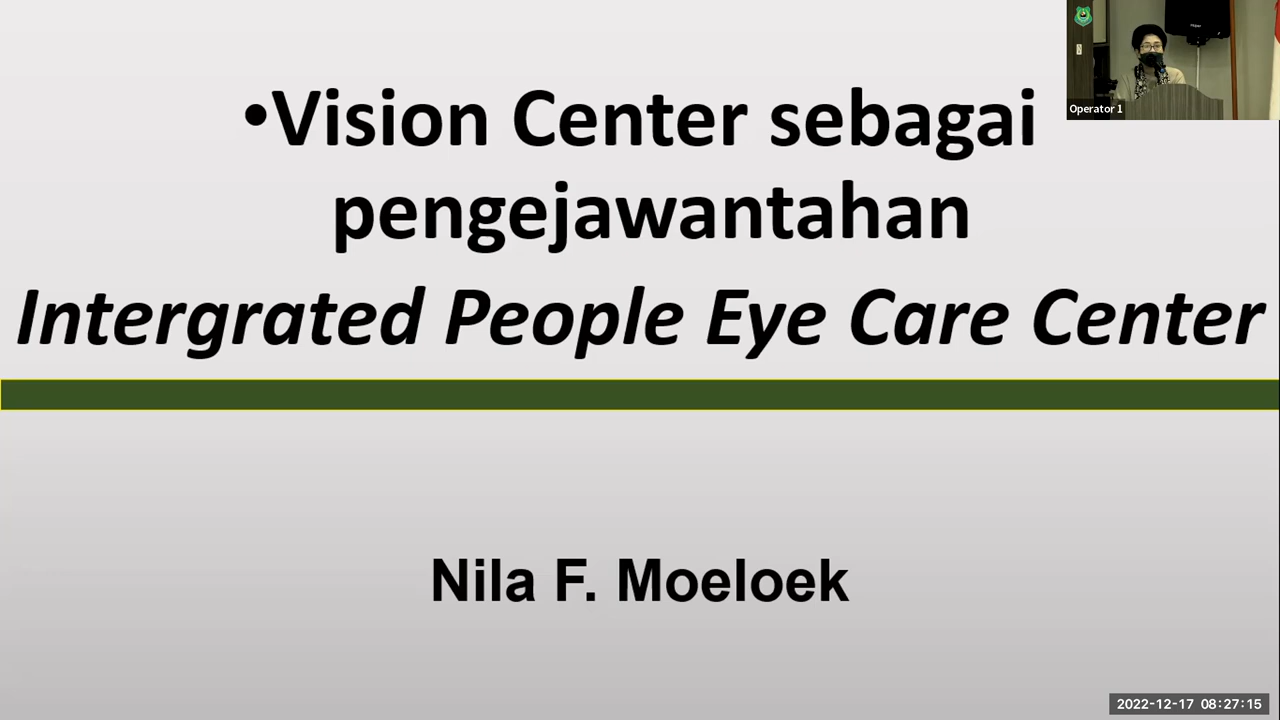 •Vision Center sebagai
pengejawantahan
Intergrated People Eye Care Center
Nila F. Moeloek
Operator 1
2022-12-17 08:27:15